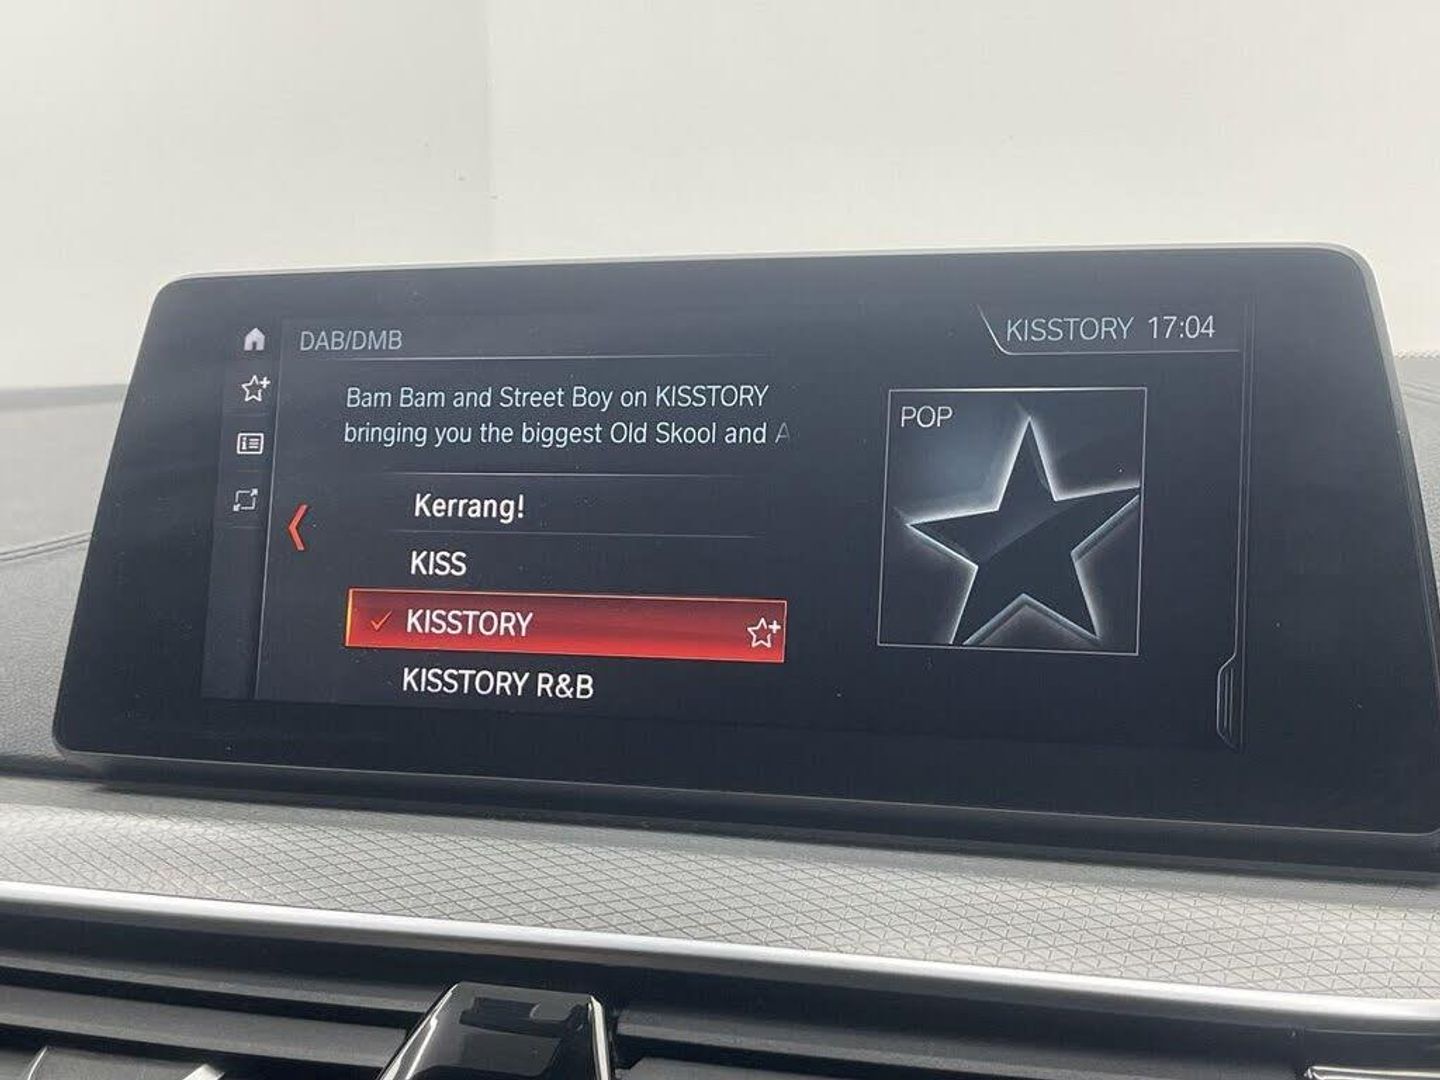 DAB/DMB
KISSTORY 17:04
Bam Bam and Street Boy on KISSTORY
bringing you the biggest Old Skool and A
POP
Kerrang!
KISS
KISSTORY
KISSTORY R&B